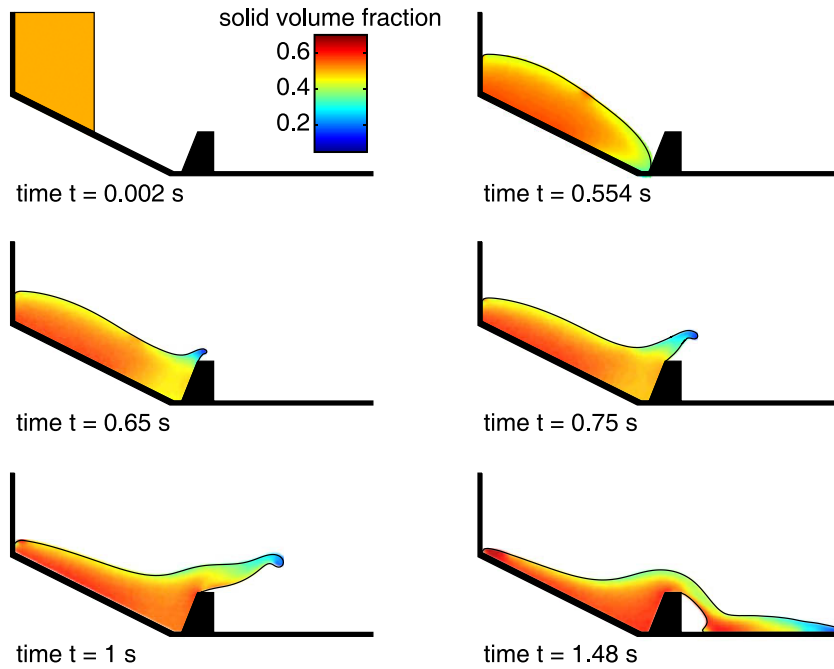 solid volume fraction
0.6
0.4
0.2
time t = 0.002 s
time t = 0.554 s
time t = 0.65 s
time t = 0.75 s
time t = 1 s
time t = 1.48 s